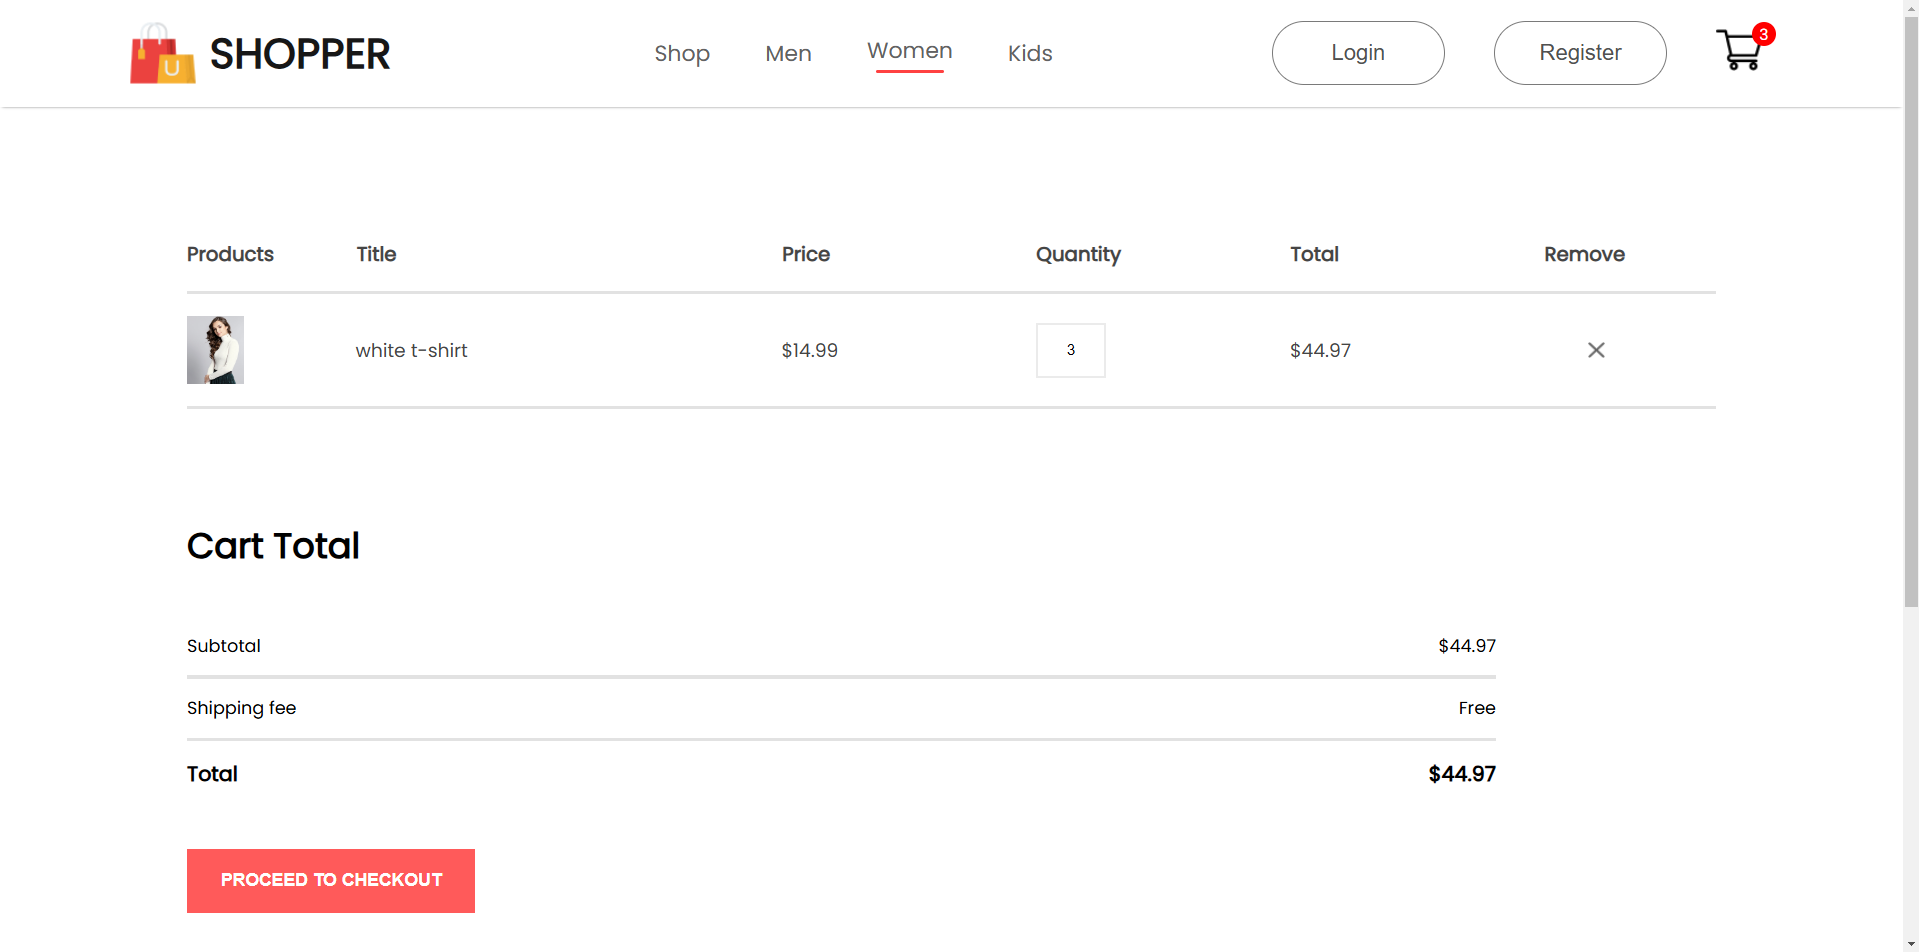 U SHOPPER Shop Men Women Kids Login Register 3
Products Title Price Quantity Total Remove
white t-shirt $14.99 3 $44.97
Cart Total
Subtotal $44.97
Shipping fee Free
Total $44.97
PROCEED TO CHECKOUT